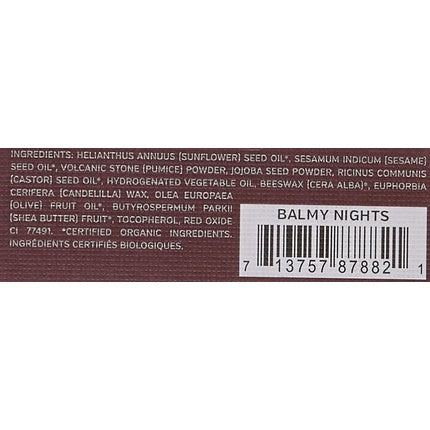 INGREDIENTS: HELIANTHUS ANNUUS (SUNFLOWER) SEED OIL*, SESAMUM INDICUM (SESAME)
SEED OIL*, VOLCANIC STONE (PUMICE) POWDER, JOJOBA SEED POWDER, RICINUS COMMUNIS
(CASTOR) SEED OIL*, HYDROGENATED VEGETABLE OIL, BEESWAX (CERA ALBA)*, EUPHORBIA
CERIFERA (CANDELILLA) WAX, OLEA EUROPAEA
(OLIVE) FRUIT OIL*, BUTYROSPERMUM PARKII
(SHEA BUTTER) FRUIT*, TOCOPHEROL, RED OXIDE
CI 77491. *CERTIFIED ORGANIC INGREDIENTS.
INGRÉDIENTS CERTIFIÉS BIOLOGIQUES.
BALMY NIGHTS
7 13757 87882 1